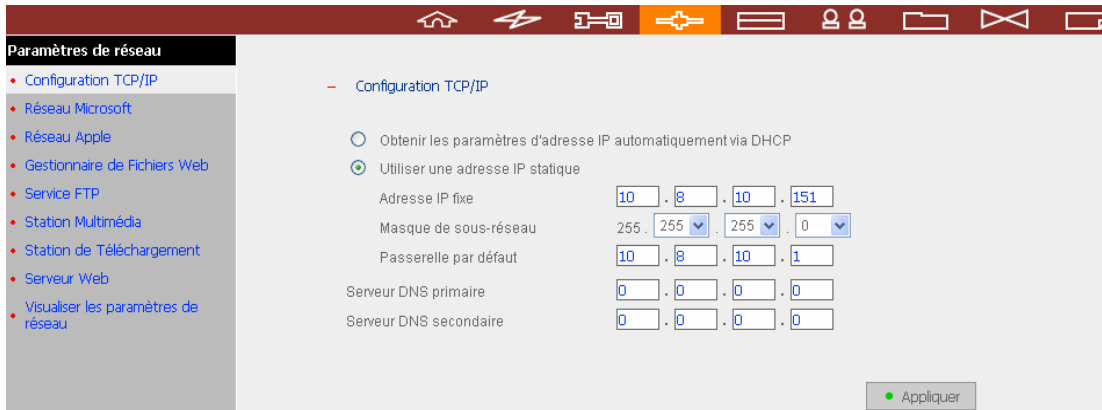 Paramètres de réseau
Configuration TCP/IP
Réseau Microsoft
Réseau Apple
Gestionnaire de Fichiers Web
Service FTP
Station Multimédia
Station de Téléchargement
Serveur Web
Visualiser les paramètres de
réseau
– Configuration TCP/IP
Obtenir les paramètres d'adresse IP automatiquement via DHCP
Utiliser une adresse IP statique
Adresse IP fixe 10 . 8 . 10 . 151
Masque de sous-réseau 255 . 255 . 255 . 0
Passerelle par défaut 10 . 8 . 10 . 1
Serveur DNS primaire 0 . 0 . 0 . 0
Serveur DNS secondaire 0 . 0 . 0 . 0
Appliquer